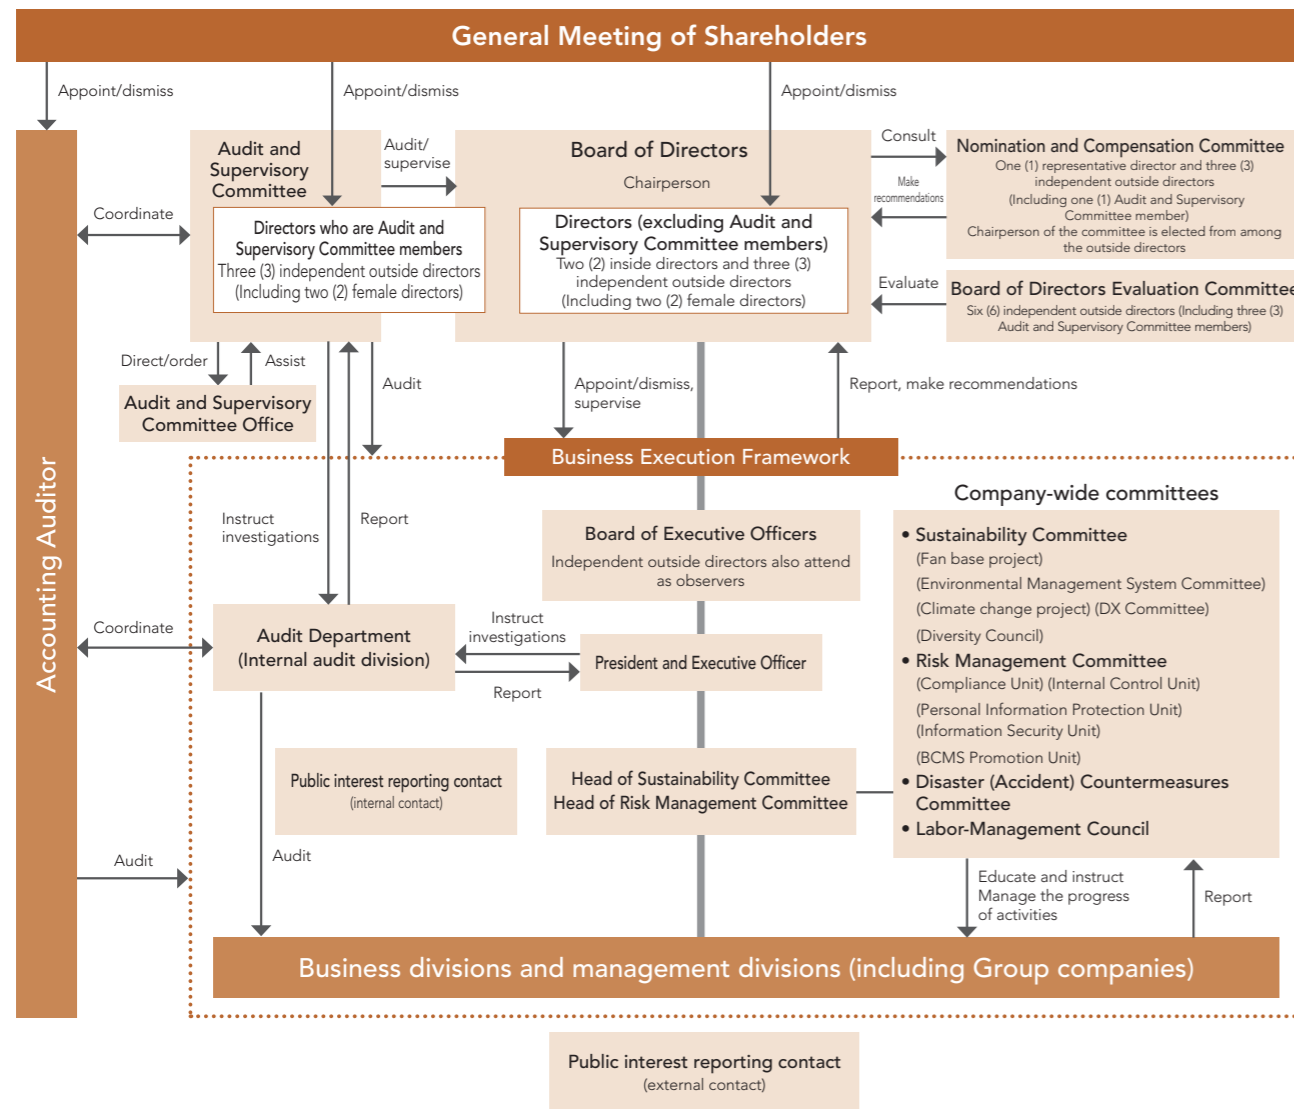 General Meeting of Shareholders
Appoint/dismiss
Appoint/dismiss
Appoint/dismiss
Accounting Auditor
Coordinate
Audit and
Supervisory
Committee
Directors who are Audit and
Supervisory Committee members
Three (3) independent outside directors
(Including two (2) female directors)
Audit/
supervise
Board of Directors
Chairperson
Directors (excluding Audit and
Supervisory Committee members)
Two (2) inside directors and three (3)
independent outside directors
(Including two (2) female directors)
Consult
Make
recommendations
Nomination and Compensation Committee
One (1) representative director and three (3)
independent outside directors
(Including one (1) Audit and Supervisory
Committee member)
Chairperson of the committee is elected from among
the outside directors
Evaluate
Board of Directors Evaluation Committee
Six (6) independent outside directors (Including three (3)
Audit and Supervisory Committee members)
Direct/order
Assist
Audit
Audit and Supervisory
Committee Office
Appoint/dismiss,
supervise
Report, make recommendations
Business Execution Framework
Instruct
investigations
Report
Board of Executive Officers
Independent outside directors also attend
as observers
Coordinate
Audit Department
(Internal audit division)
Instruct
investigations
Report
President and Executive Officer
Public interest reporting contact
(internal contact)
Head of Sustainability Committee
Head of Risk Management Committee
Company-wide committees
• Sustainability Committee
(Fan base project)
(Environmental Management System Committee)
(Climate change project) (DX Committee)
(Diversity Council)
• Risk Management Committee
(Compliance Unit) (Internal Control Unit)
(Personal Information Protection Unit)
(Information Security Unit)
(BCMS Promotion Unit)
• Disaster (Accident) Countermeasures
Committee
• Labor-Management Council
Audit
Audit
Educate and instruct
Manage the progress
of activities
Report
Business divisions and management divisions (including Group companies)
Public interest reporting contact
(external contact)